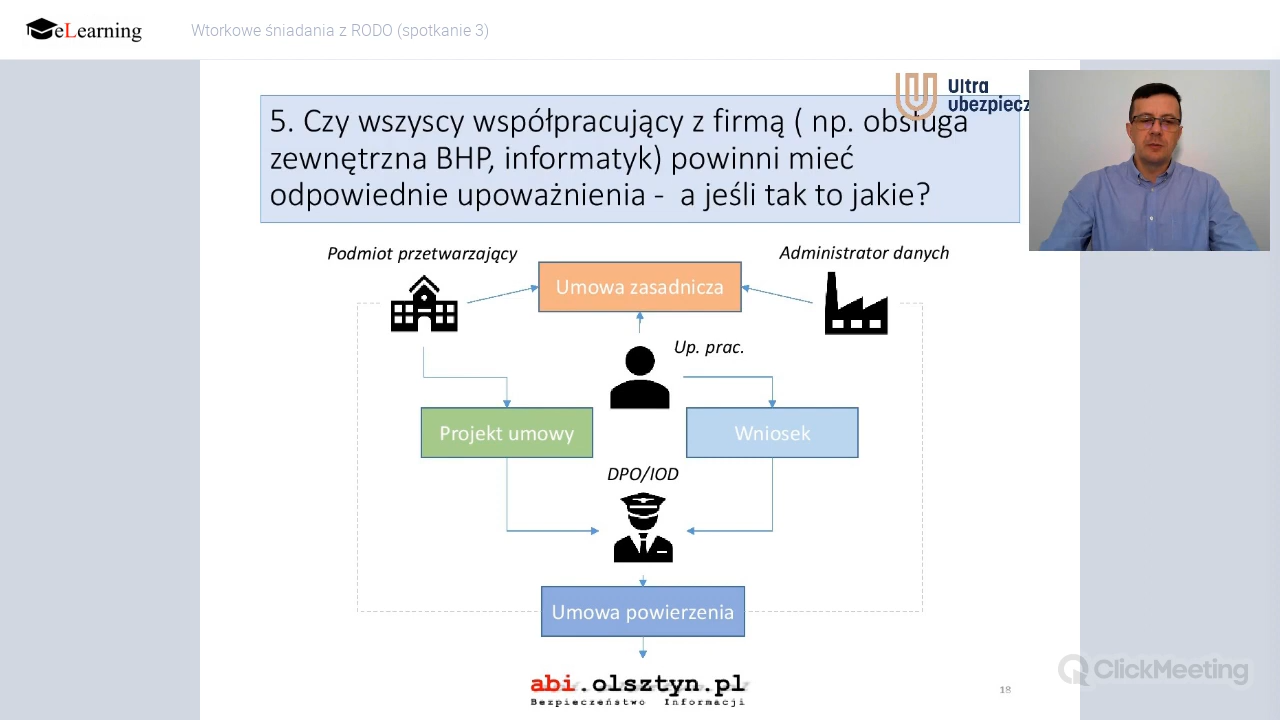 eLearning
Wtorkowe śniadania z RODO (spotkanie 3)
Ultra
ubezpiecz
5. Czy wszyscy współpracujący z firmą ( np. obsługa
zewnętrzna BHP, informatyk) powinni mieć
odpowiednie upoważnienia - a jeśli tak to jakie?
Podmiot przetwarzający
Administrator danych
Umowa zasadnicza
Up. prac.
Projekt umowy
Wniosek
DPO/IOD
Umowa powierzenia
abi.olsztyn.pl
Bezpieczeństwo Informacji
18
ClickMeeting